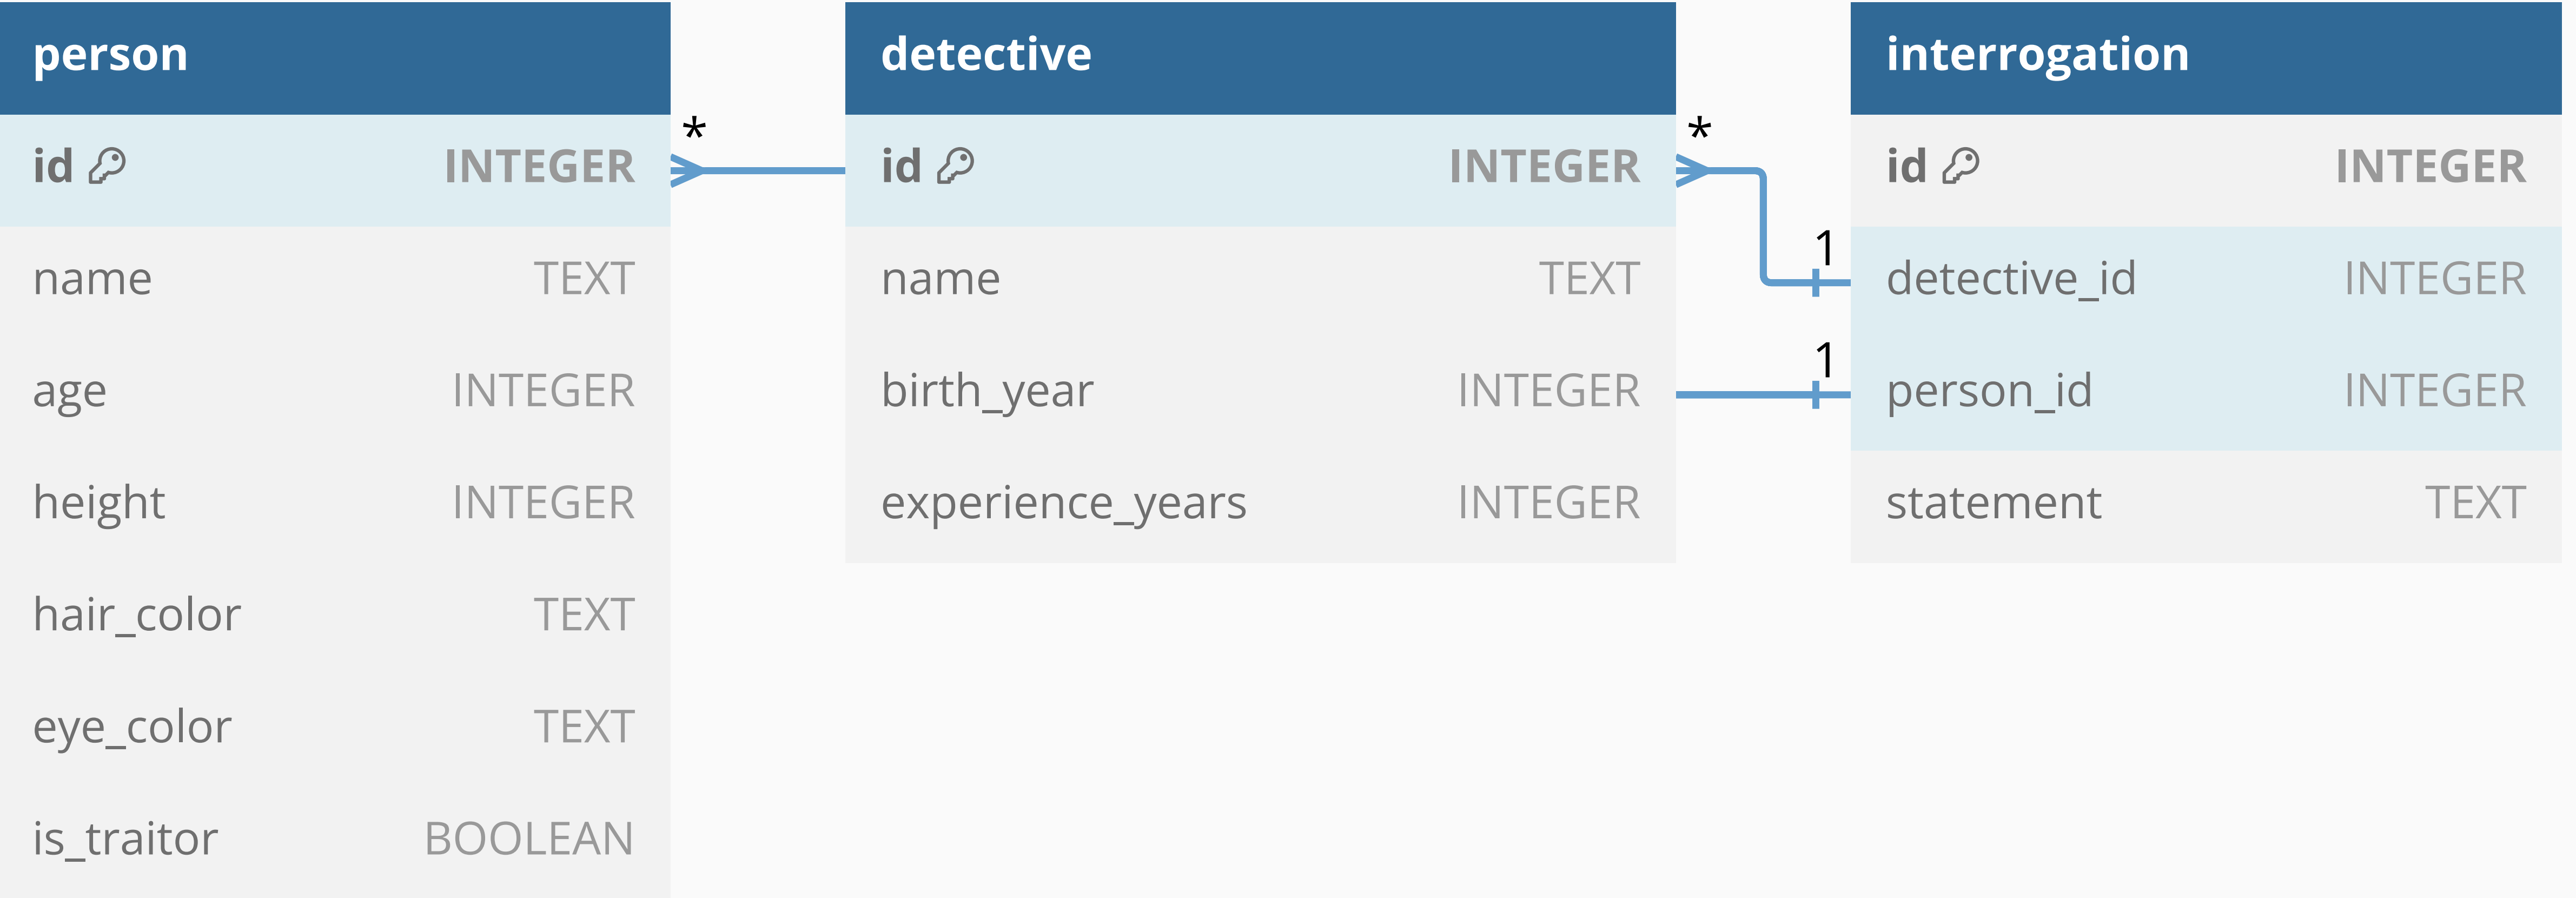 person
id INTEGER
name TEXT
age INTEGER
height INTEGER
hair_color TEXT
eye_color TEXT
is_traitor BOOLEAN
*
detective
id INTEGER
name TEXT
birth_year INTEGER
experience_years INTEGER
*
1
1
interrogation
id INTEGER
detective_id INTEGER
person_id INTEGER
statement TEXT